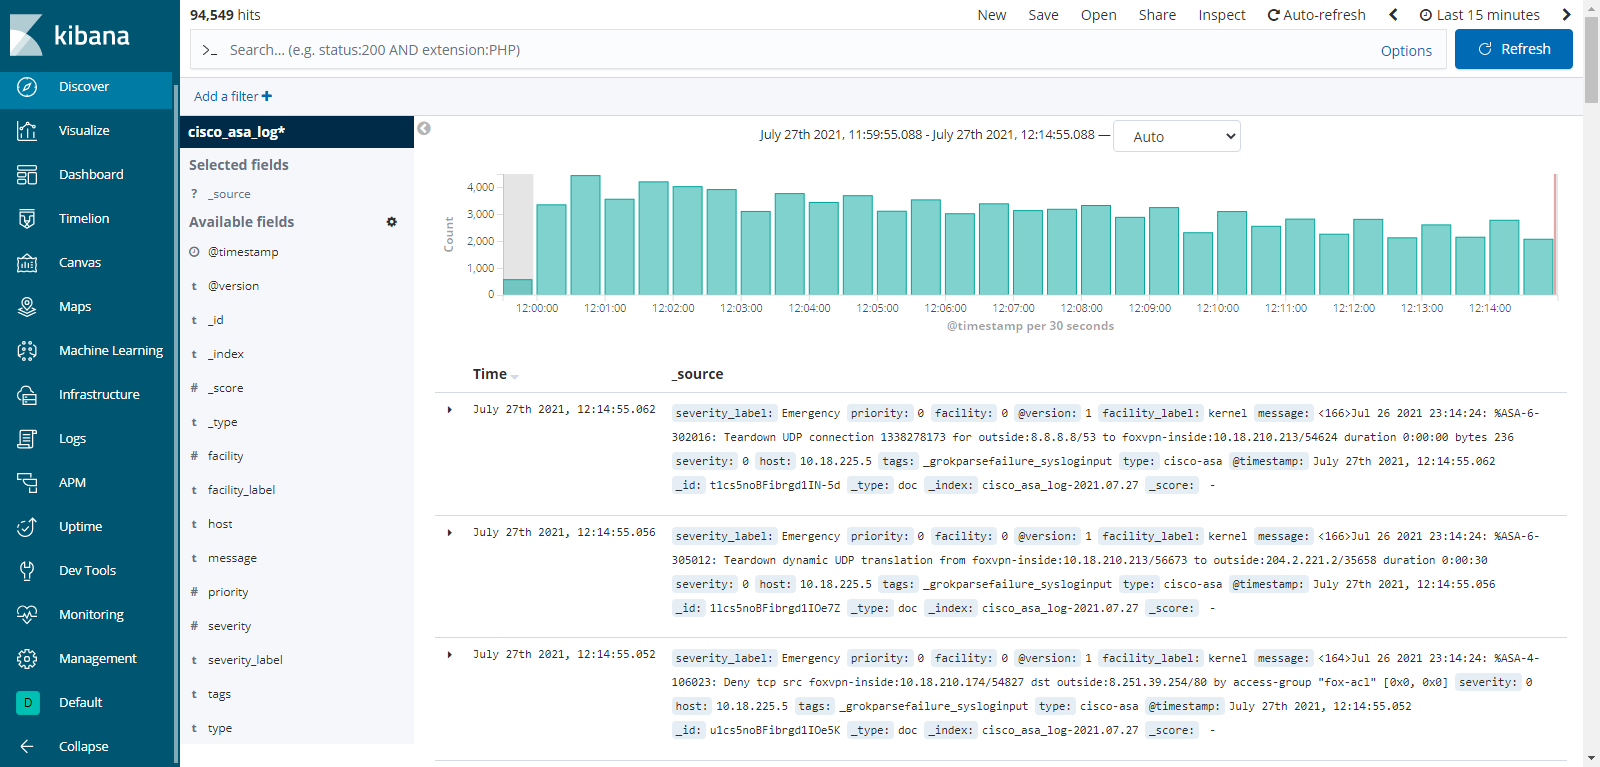 kibana
Discover
Visualize
Dashboard
Timelion
Canvas
Maps
Machine Learning
Infrastructure
Logs
APM
Uptime
Dev Tools
Monitoring
Management
D Default
Collapse
94,549 hits
New Save Open Share Inspect Auto-refresh Last 15 minutes
>_ Search... (e.g. status:200 AND extension:PHP) Options Refresh
Add a filter +
cisco_asa_log*
Selected fields
? _source
Available fields
@timestamp
t @version
t _id
t _index
# _score
t _type
# facility
t facility_label
t host
t message
# priority
# severity
t severity_label
t tags
t type
July 27th 2021, 11:59:55.088 - July 27th 2021, 12:14:55.088 — Auto
Count
4,000
3,000
2,000
1,000
0
12:00:00 12:01:00 12:02:00 12:03:00 12:04:00 12:05:00 12:06:00 12:07:00 12:08:00 12:09:00 12:10:00 12:11:00 12:12:00 12:13:00 12:14:00
@timestamp per 30 seconds
Time _source
July 27th 2021, 12:14:55.062 severity_label: Emergency priority: 0 facility: 0 @version: 1 facility_label: kernel message: <166>Jul 26 2021 23:14:24: %ASA-6-
302016: Teardown UDP connection 1338278173 for outside:8.8.8.8/53 to foxvpn-inside:10.18.210.213/54624 duration 0:00:00 bytes 236
severity: 0 host: 10.18.225.5 tags: _grokparsefailure_sysloginput type: cisco-asa @timestamp: July 27th 2021, 12:14:55.062
_id: t1cs5noBFibrgd1IN-5d _type: doc _index: cisco_asa_log-2021.07.27 _score: -
July 27th 2021, 12:14:55.056 severity_label: Emergency priority: 0 facility: 0 @version: 1 facility_label: kernel message: <166>Jul 26 2021 23:14:24: %ASA-6-
305012: Teardown dynamic UDP translation from foxvpn-inside:10.18.210.213/56673 to outside:204.2.221.2/35658 duration 0:00:30
severity: 0 host: 10.18.225.5 tags: _grokparsefailure_sysloginput type: cisco-asa @timestamp: July 27th 2021, 12:14:55.056
_id: 1lcs5noBFibrgd1IOe7Z _type: doc _index: cisco_asa_log-2021.07.27 _score: -
July 27th 2021, 12:14:55.052 severity_label: Emergency priority: 0 facility: 0 @version: 1 facility_label: kernel message: <164>Jul 26 2021 23:14:24: %ASA-4-
106023: Deny tcp src foxvpn-inside:10.18.210.174/54827 dst outside:8.251.39.254/80 by access-group "fox-acl" [0x0, 0x0] severity: 0
host: 10.18.225.5 tags: _grokparsefailure_sysloginput type: cisco-asa @timestamp: July 27th 2021, 12:14:55.052
_id: u1cs5noBFibrgd1IOe5K _type: doc _index: cisco_asa_log-2021.07.27 _score: -